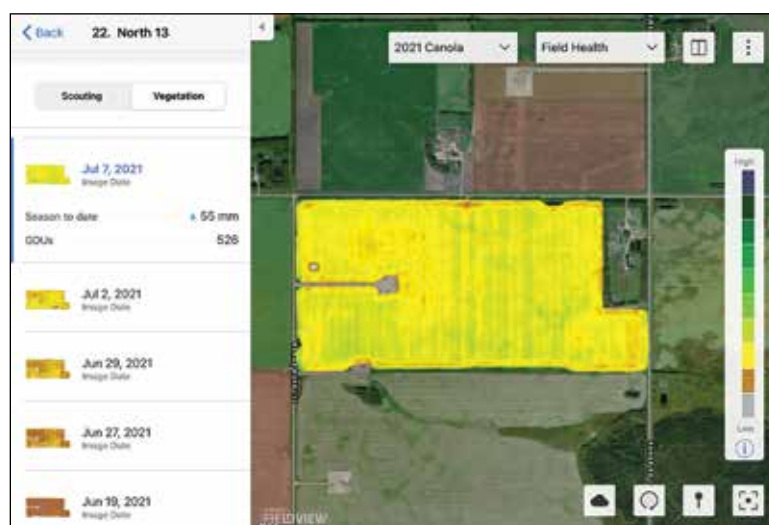 Back
22. North 13
2021 Canola
Field Health
Scouting
Vegetation
Jul 7, 2021
Image Date
Season to date
55 mm
GDUs
526
Jul 2, 2021
Image Date
Jun 29, 2021
Image Date
Jun 27, 2021
Image Date
Jun 19, 2021
Image Date
High
Low
FIELDVIEW